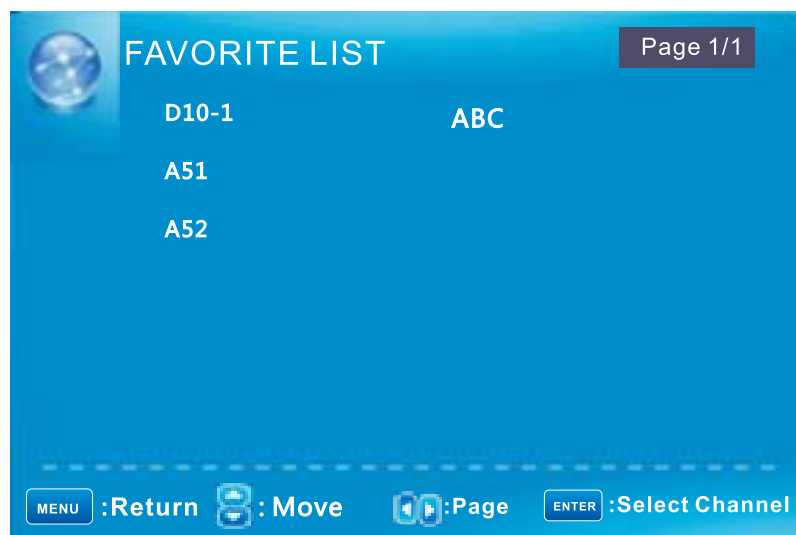 FAVORITE LIST Page 1/1
D10-1 ABC
A51
A52
MENU :Return : Move :Page ENTER :Select Channel